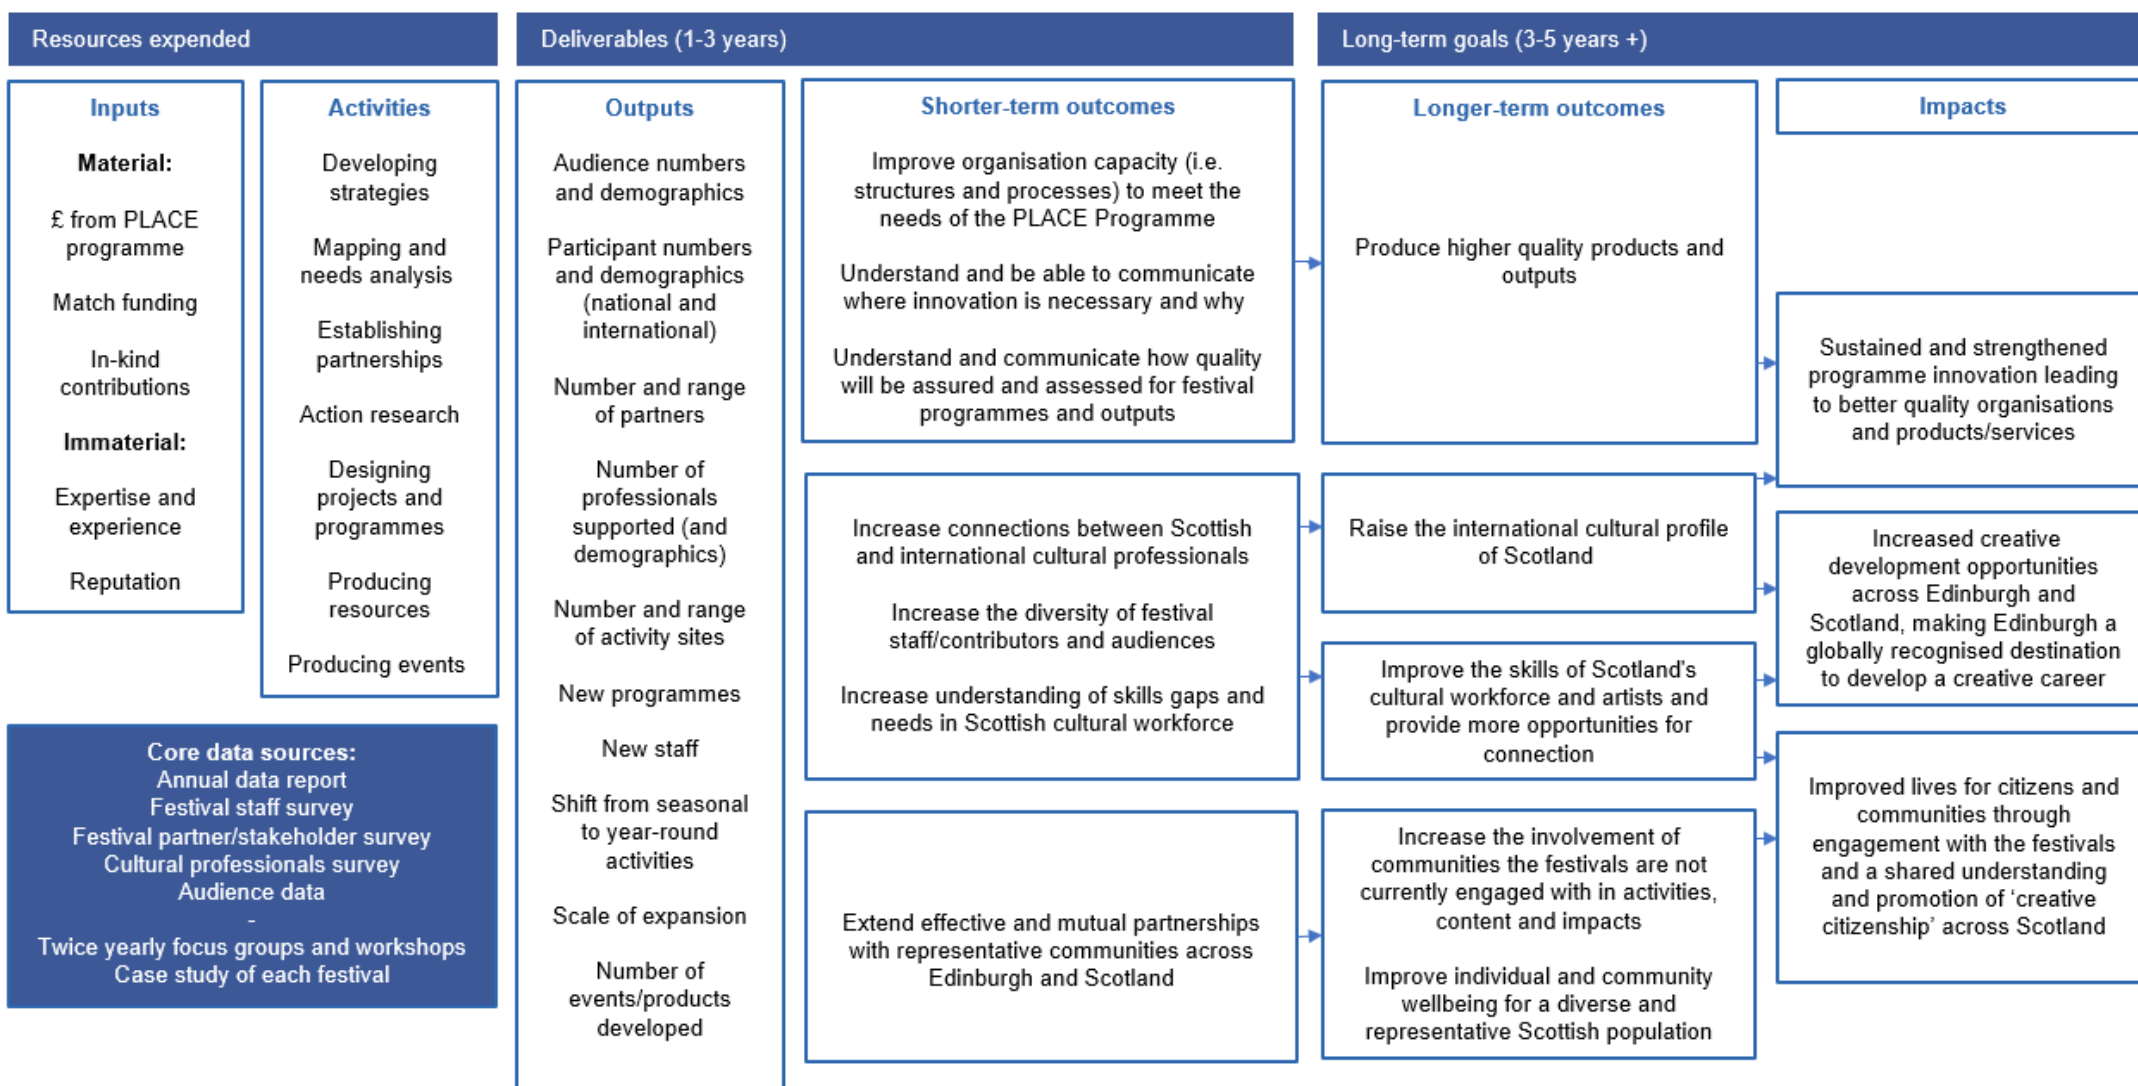 Resources expended
Deliverables (1-3 years)
Long-term goals (3-5 years +)
Inputs
Material:
£ from PLACE
programme
Match funding
In-kind
contributions
Immaterial:
Expertise and
experience
Reputation
Activities
Developing
strategies
Mapping and
needs analysis
Establishing
partnerships
Action research
Designing
projects and
programmes
Producing
resources
Producing events
Core data sources:
Annual data report
Festival staff survey
Festival partner/stakeholder survey
Cultural professionals survey
Audience data
-
Twice yearly focus groups and workshops
Case study of each festival
Outputs
Audience numbers
and demographics
Participant numbers
and demographics
(national and
international)
Number and range
of partners
Number of
professionals
supported (and
demographics)
Number and range
of activity sites
New programmes
New staff
Shift from seasonal
to year-round
activities
Scale of expansion
Number of
events/products
developed
Shorter-term outcomes
Improve organisation capacity (i.e.
structures and processes) to meet the
needs of the PLACE Programme
Understand and be able to communicate
where innovation is necessary and why
Understand and communicate how quality
will be assured and assessed for festival
programmes and outputs
Increase connections between Scottish
and international cultural professionals
Increase the diversity of festival
staff/contributors and audiences
Increase understanding of skills gaps and
needs in Scottish cultural workforce
Extend effective and mutual partnerships
with representative communities across
Edinburgh and Scotland
Longer-term outcomes
Produce higher quality products and
outputs
Raise the international cultural profile
of Scotland
Improve the skills of Scotland's
cultural workforce and artists and
provide more opportunities for
connection
Increase the involvement of
communities the festivals are not
currently engaged with in activities,
content and impacts
Improve individual and community
wellbeing for a diverse and
representative Scottish population
Impacts
Sustained and strengthened
programme innovation leading
to better quality organisations
and products/services
Increased creative
development opportunities
across Edinburgh and
Scotland, making Edinburgh a
globally recognised destination
to develop a creative career
Improved lives for citizens and
communities through
engagement with the festivals
and a shared understanding
and promotion of ‘creative
citizenship’ across Scotland